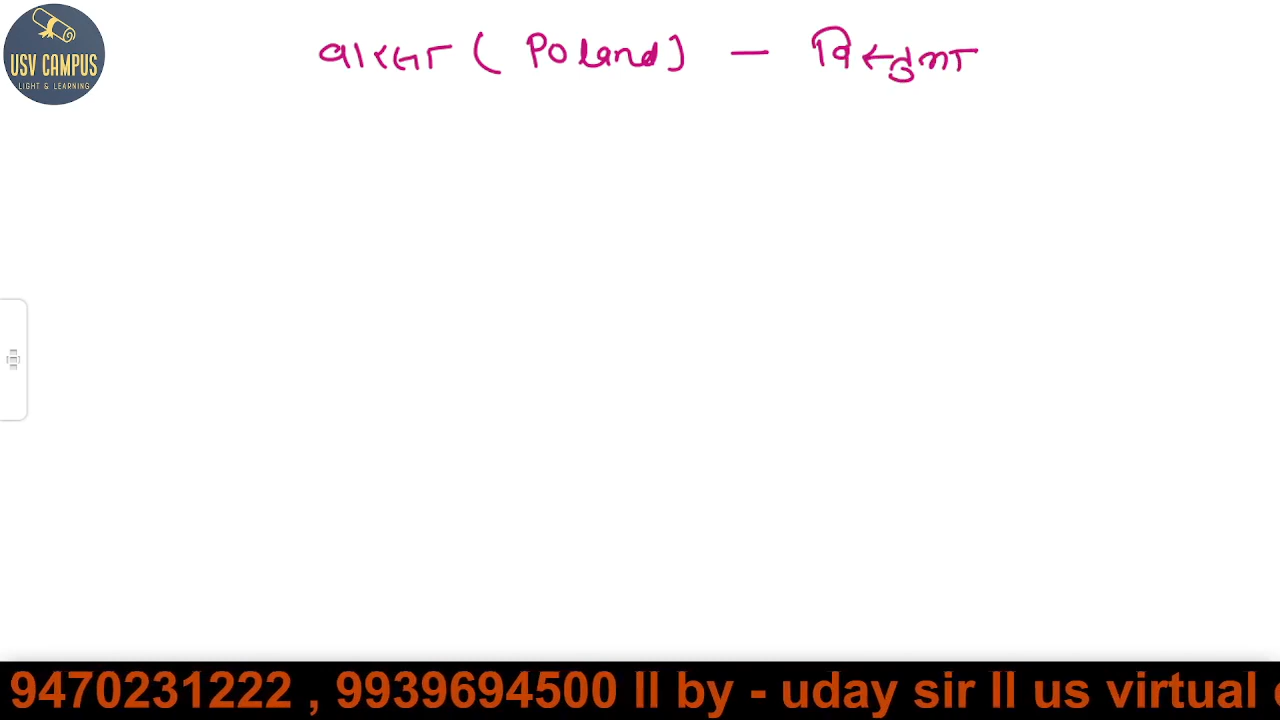 USV CAMPUS
LIGHT & LEARNING
वारसा ( Poland ) — विस्चुला
9470231222 , 9939694500 ll by - uday sir ll us virtual